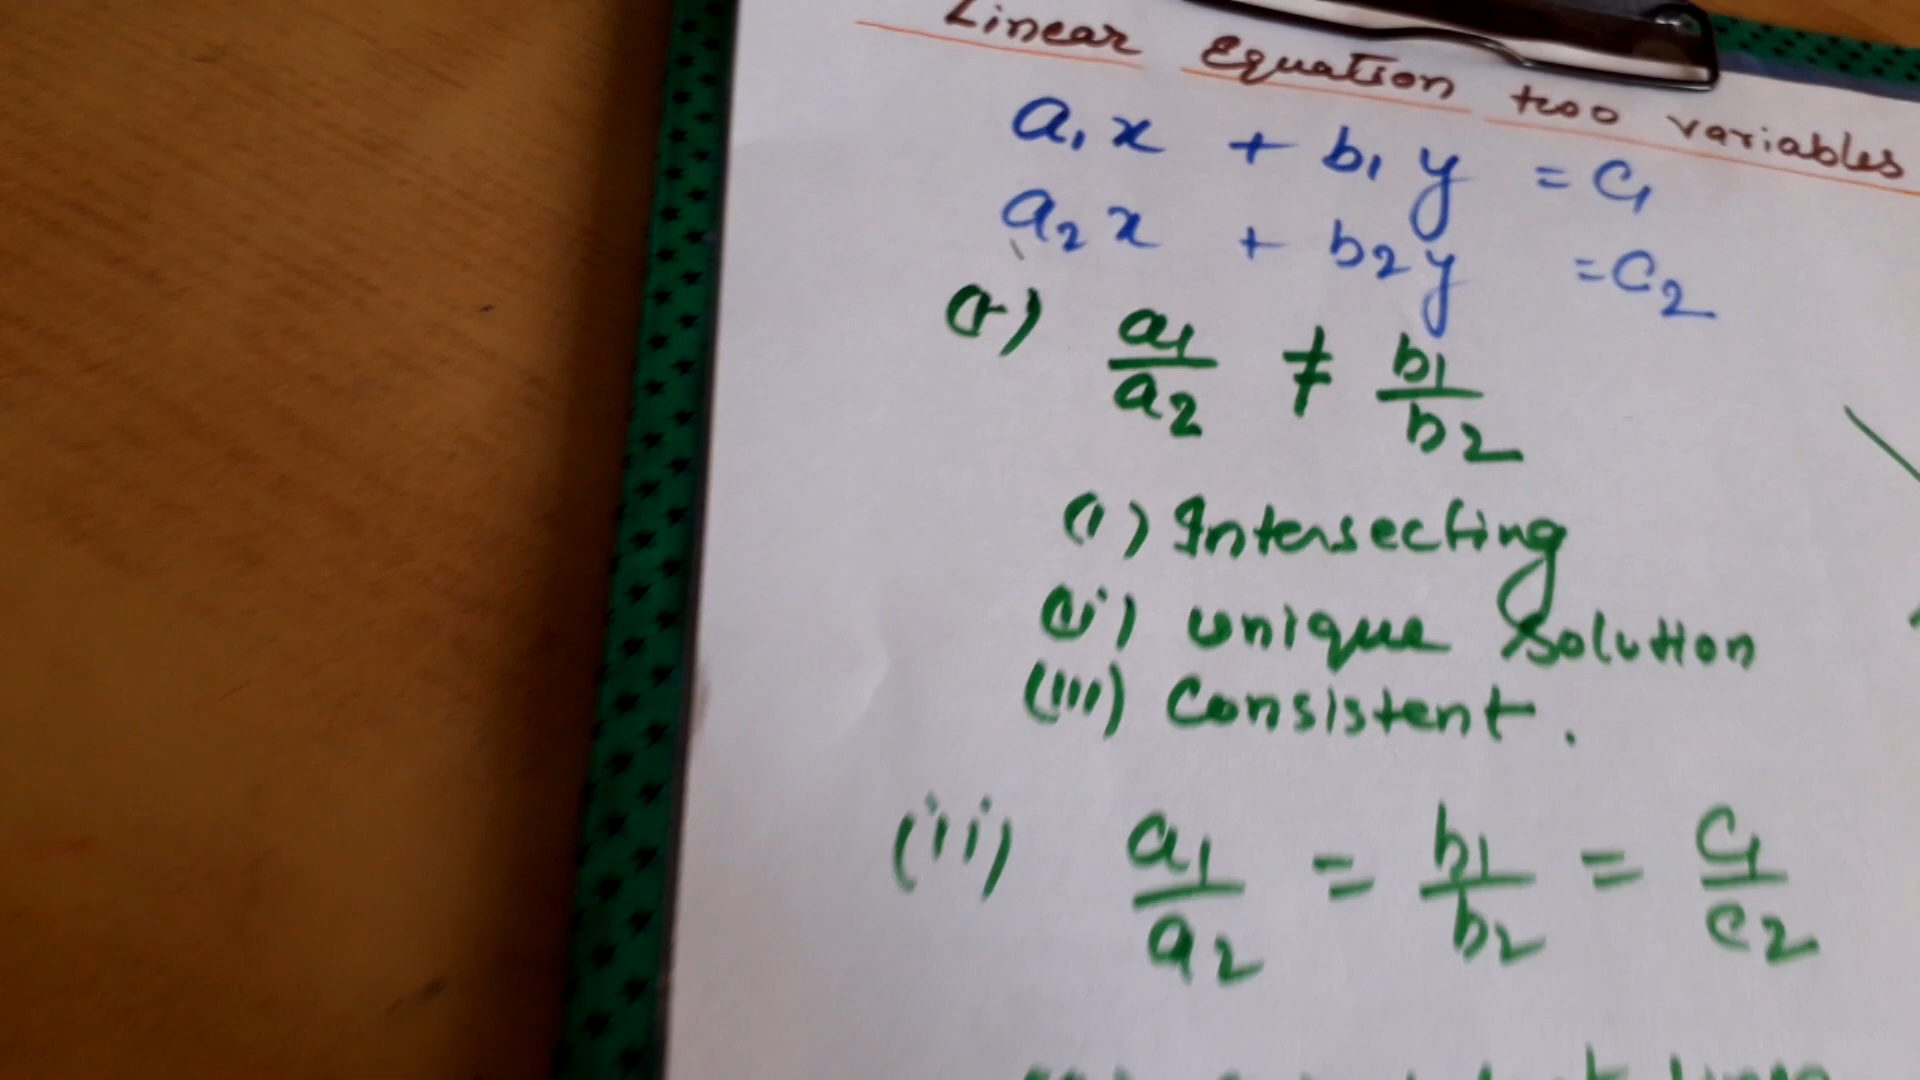 Linear Equation two variables
a₁x + b₁y = c₁
a₂x + b₂y = c₂
(i) a₁/a₂ ≠ b₁/b₂
(i) Intersecting
(ii) unique solution
(iii) Consistent.
(ii) a₁/a₂ = b₁/b₂ = c₁/c₂